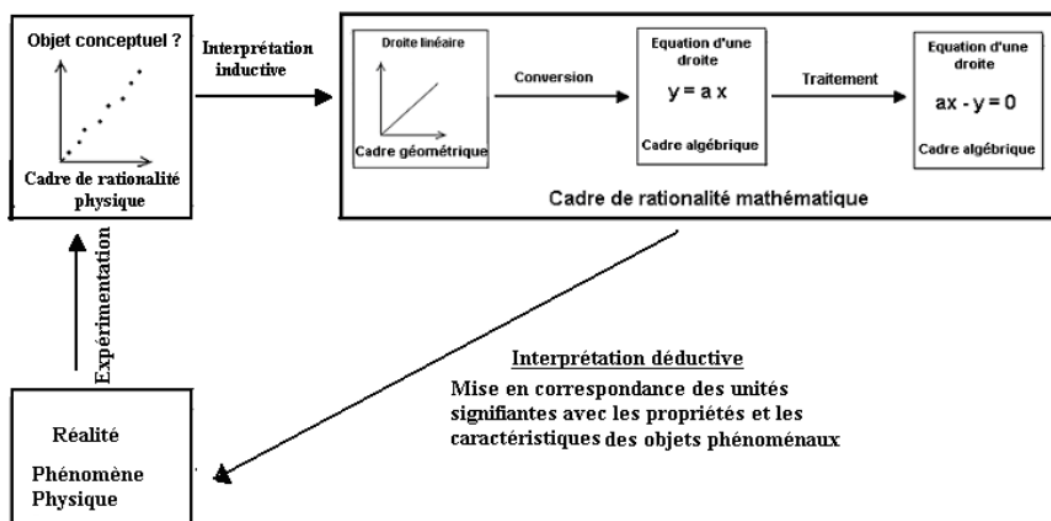 Objet conceptuel ?
Cadre de rationalité
physique
Interprétation
inductive
Droite linéaire
Cadre géométrique
Conversion
Equation d'une
droite
y = a x
Cadre algébrique
Traitement
Equation d'une
droite
ax - y = 0
Cadre algébrique
Cadre de rationalité mathématique
Expérimentation
Interprétation déductive
Mise en correspondance des unités
signifiantes avec les propriétés et les
caractéristiques des objets phénoménaux
Réalité
Phénomène
Physique